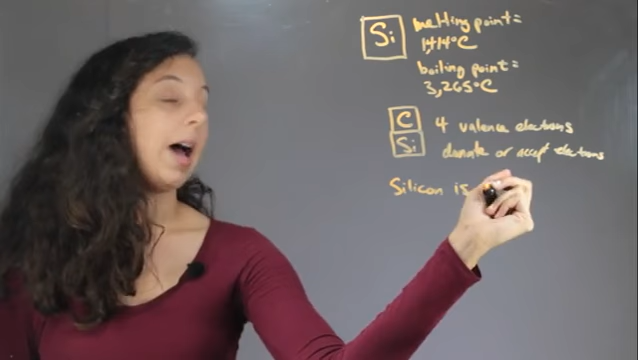 Si
melting point=
1,414°C
boiling point=
3,265°C
C 4 valence electrons
Si donate or accept electrons
Silicon is